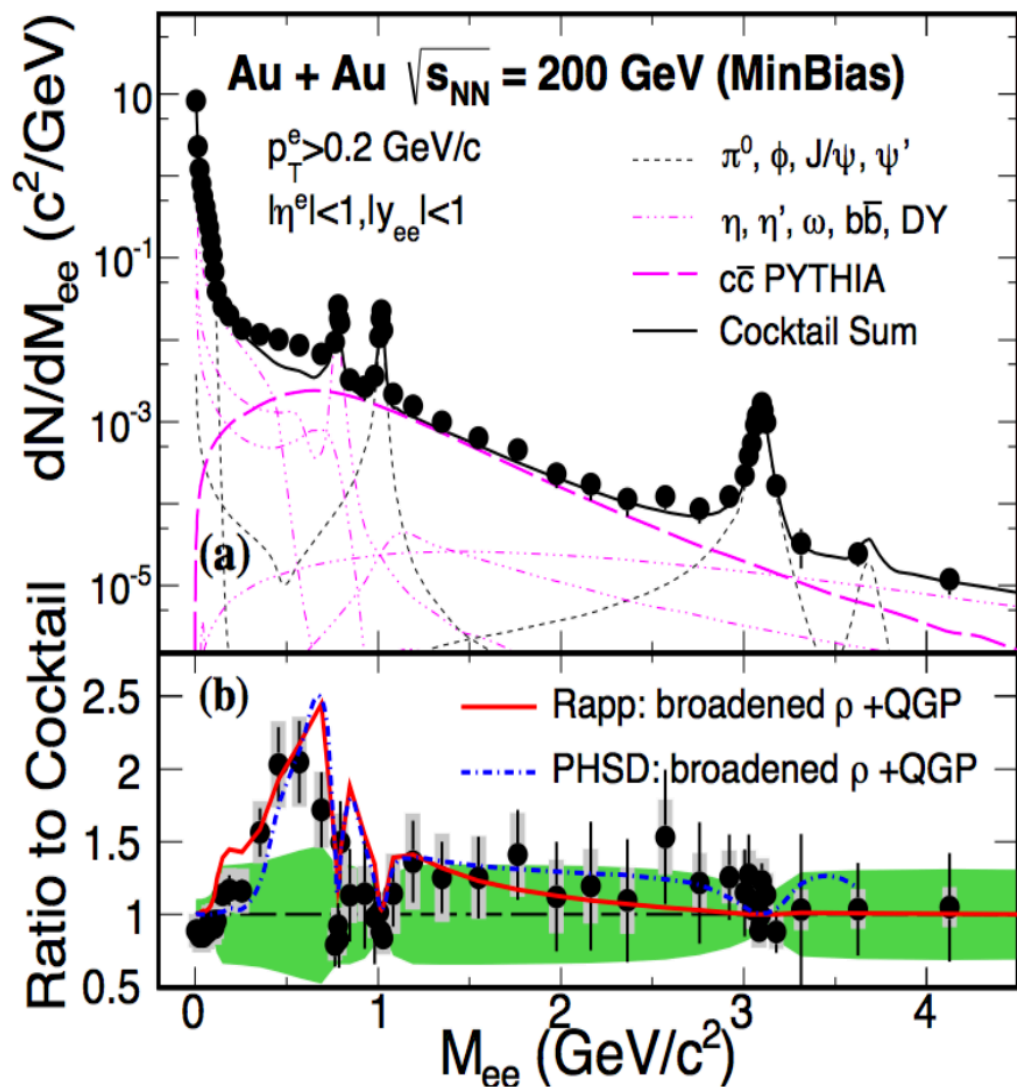 Au + Au √s_NN = 200 GeV (MinBias)
p_T^e>0.2 GeV/c
|η^e|<1,|y_ee|<1
π⁰, ϕ, J/ψ, ψ’
η, η’, ω, bb̄, DY
cc̄ PYTHIA
Cocktail Sum
dN/dM_ee (c²/GeV)
10
10⁻¹
10⁻³
10⁻⁵
(a)
(b)
Rapp: broadened ρ +QGP
PHSD: broadened ρ +QGP
Ratio to Cocktail
2.5
2
1.5
1
0.5
0
1
2
3
4
M_ee (GeV/c²)